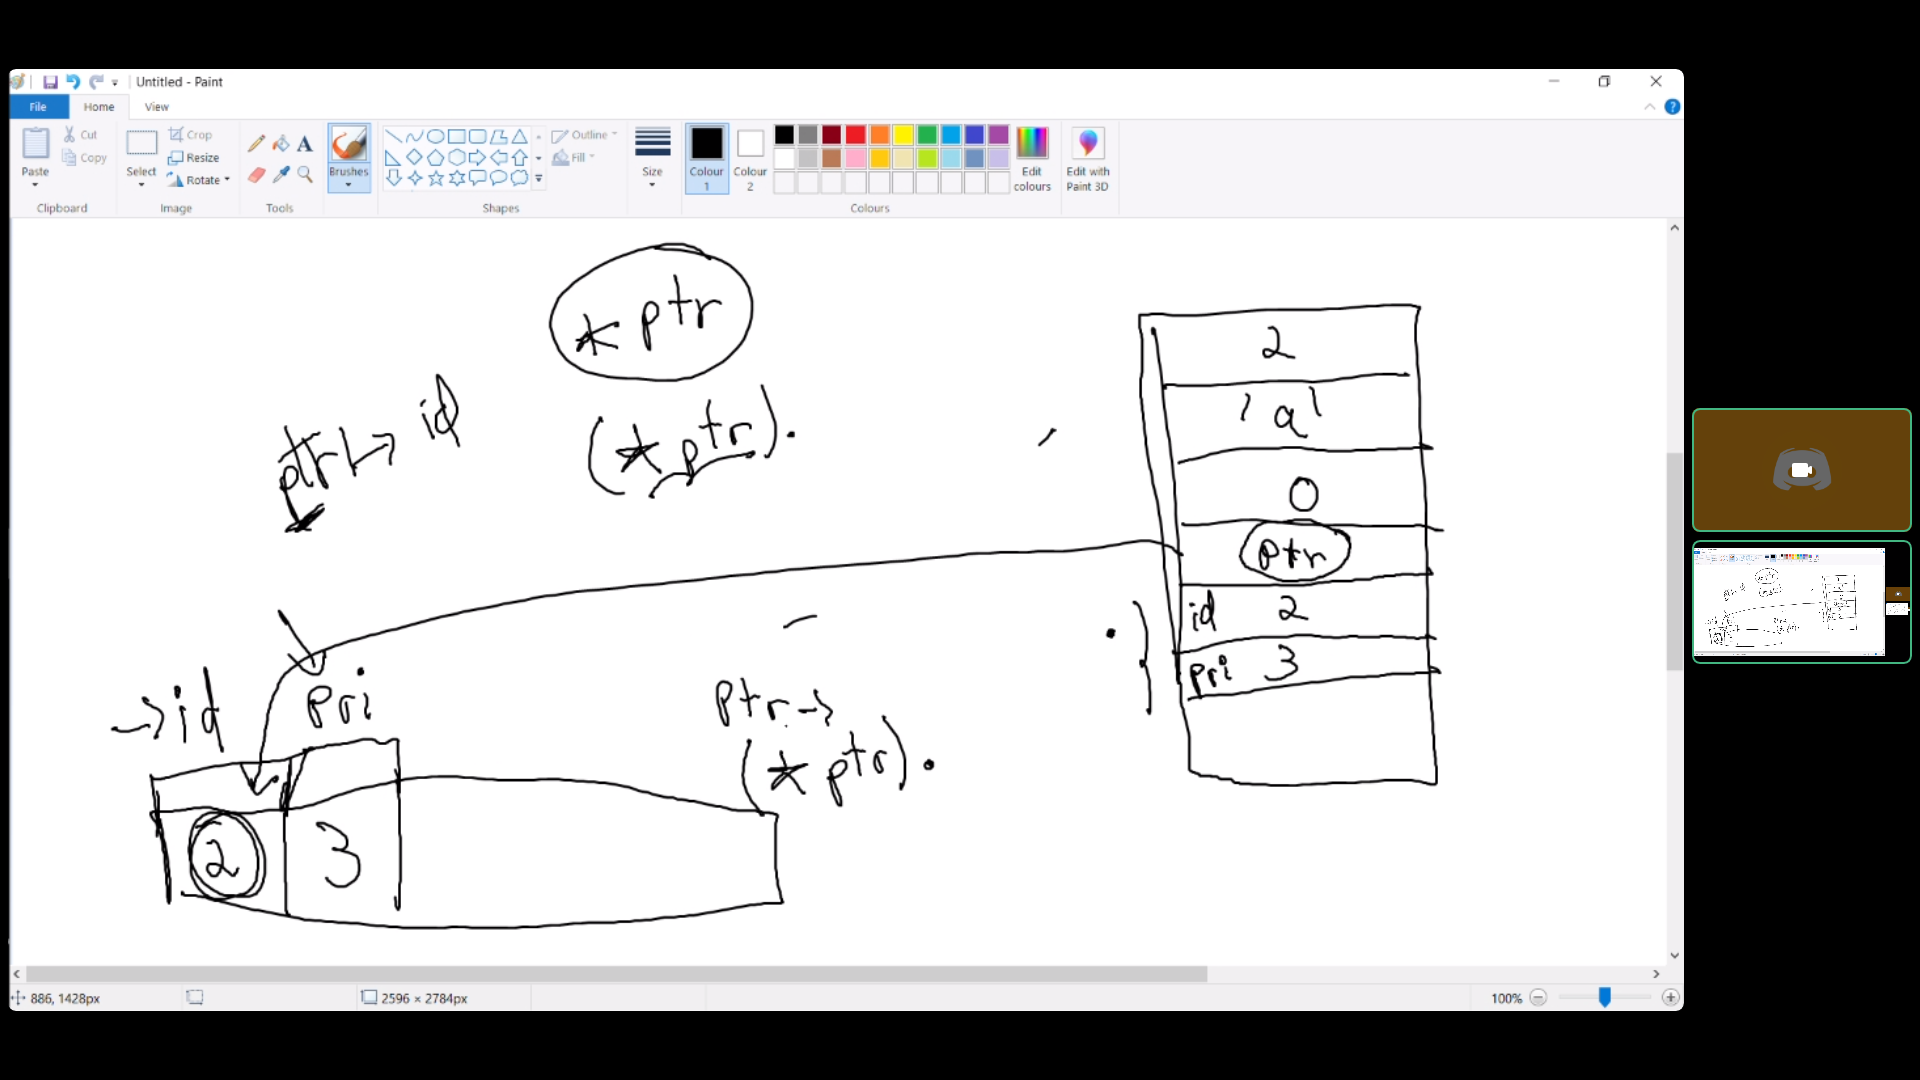 Untitled - Paint
File Home View
Paste
Cut
Copy
Clipboard
Select
Crop
Resize
Rotate
Image
Tools
Brushes
Outline
Fill
Shapes
Size
Colour 1
Colour 2
Edit colours
Colours
Edit with Paint 3D
* ptr
ptr → id
(* ptr).
2
'a'
0
ptr
id 2
pri 3
→ id pri
2 3
ptr →
(* ptr).
886, 1428px
2596 × 2784px
100%